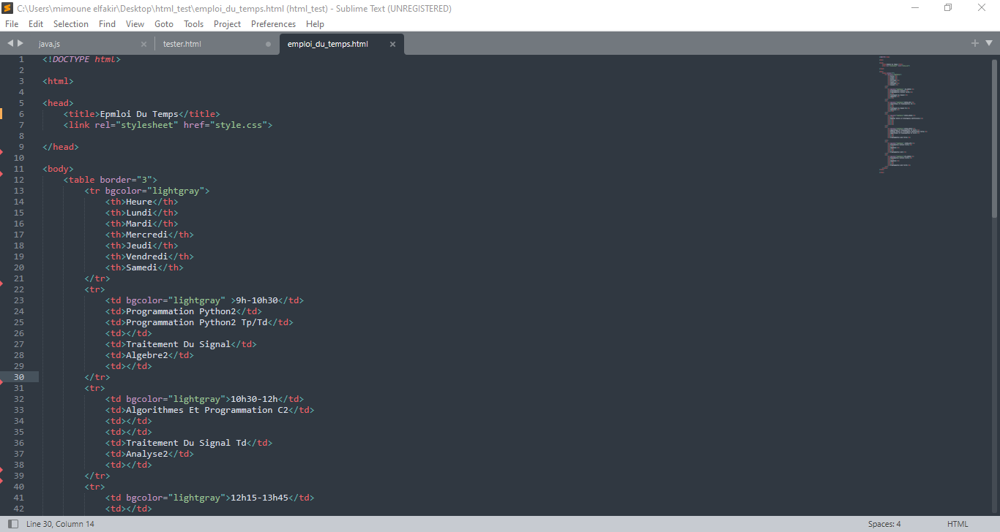 C:\Users\mimoune elfakir\Desktop\html_test\emploi_du_temps.html (html_test) - Sublime Text (UNREGISTERED)
File Edit Selection Find View Goto Tools Project Preferences Help
java.js tester.html emploi_du_temps.html
1 <!DOCTYPE html>
2
3 <html>
4
5 <head>
6 <title>Epmloi Du Temps</title>
7 <link rel="stylesheet" href="style.css">
8
9 </head>
10
11 <body>
12 <table border="3">
13 <tr bgcolor="lightgray">
14 <th>Heure</th>
15 <th>Lundi</th>
16 <th>Mardi</th>
17 <th>Mercredi</th>
18 <th>Jeudi</th>
19 <th>Vendredi</th>
20 <th>Samedi</th>
21 </tr>
22 <tr>
23 <td bgcolor="lightgray" >9h-10h30</td>
24 <td>Programmation Python2</td>
25 <td>Programmation Python2 Tp/Td</td>
26 <td></td>
27 <td>Traitement Du Signal</td>
28 <td>Algebre2</td>
29 <td></td>
30 </tr>
31 <tr>
32 <td bgcolor="lightgray">10h30-12h</td>
33 <td>Algorithmes Et Programmation C2</td>
34 <td></td>
35 <td></td>
36 <td>Traitement Du Signal Td</td>
37 <td>Analyse2</td>
38 <td></td>
39 </tr>
40 <tr>
41 <td bgcolor="lightgray">12h15-13h45</td>
42 <td></td>
Line 30, Column 14 Spaces: 4 HTML